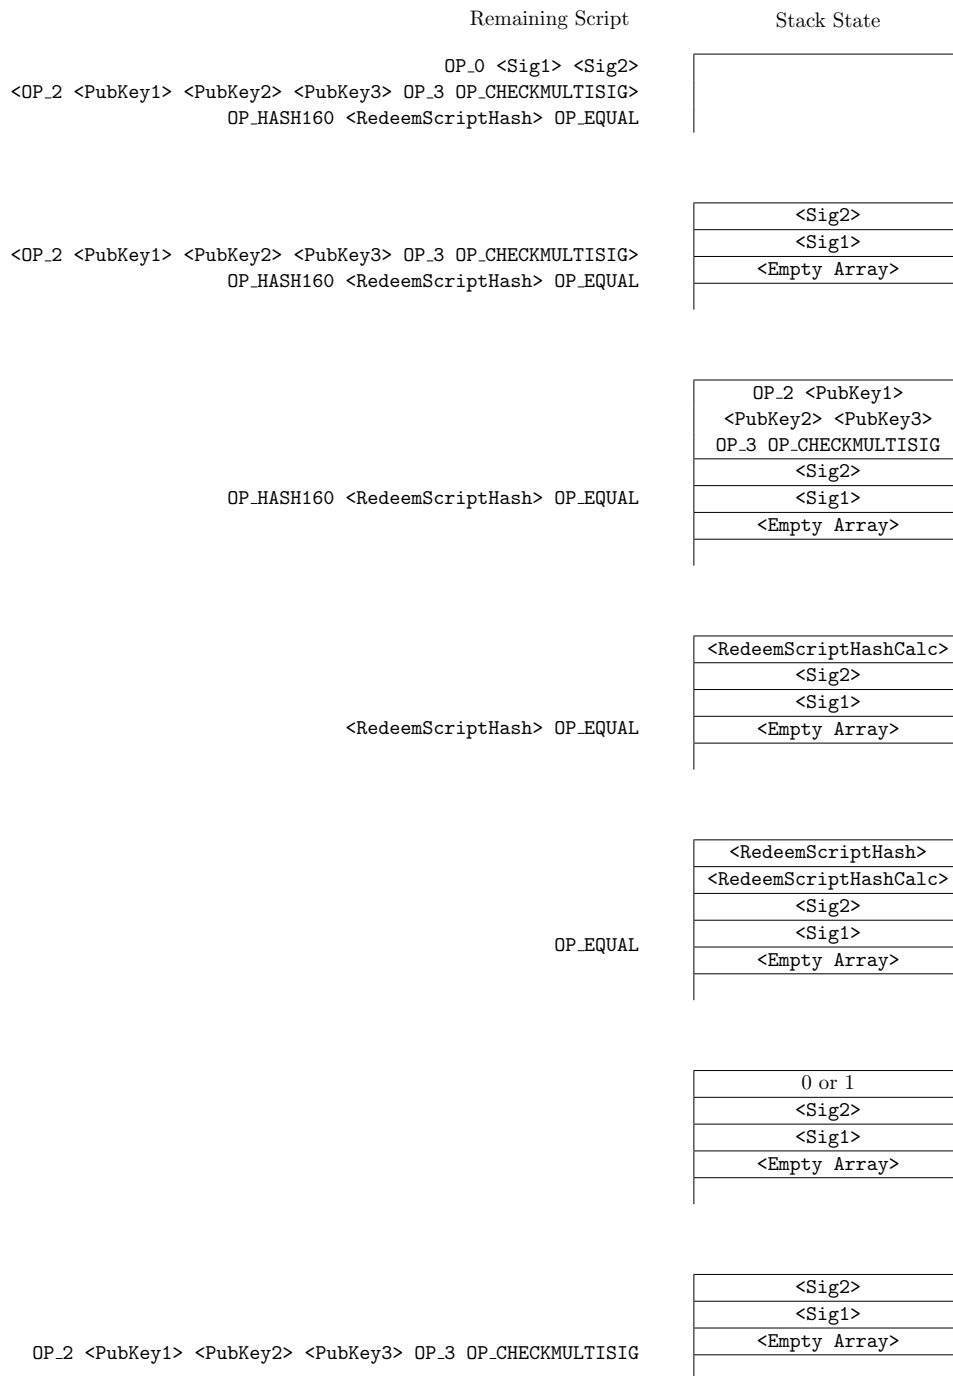 Remaining Script Stack State
OP_0 <Sig1> <Sig2>
<OP_2 <PubKey1> <PubKey2> <PubKey3> OP_3 OP_CHECKMULTISIG>
OP_HASH160 <RedeemScriptHash> OP_EQUAL
<Sig2>
<Sig1>
<OP_2 <PubKey1> <PubKey2> <PubKey3> OP_3 OP_CHECKMULTISIG>
<Empty Array>
OP_HASH160 <RedeemScriptHash> OP_EQUAL
OP_2 <PubKey1>
<PubKey2> <PubKey3>
OP_3 OP_CHECKMULTISIG
<Sig2>
OP_HASH160 <RedeemScriptHash> OP_EQUAL
<Sig1>
<Empty Array>
<RedeemScriptHashCalc>
<Sig2>
<Sig1>
<RedeemScriptHash> OP_EQUAL
<Empty Array>
<RedeemScriptHash>
<RedeemScriptHashCalc>
<Sig2>
<Sig1>
OP_EQUAL
<Empty Array>
0 or 1
<Sig2>
<Sig1>
<Empty Array>
<Sig2>
<Sig1>
<Empty Array>
OP_2 <PubKey1> <PubKey2> <PubKey3> OP_3 OP_CHECKMULTISIG